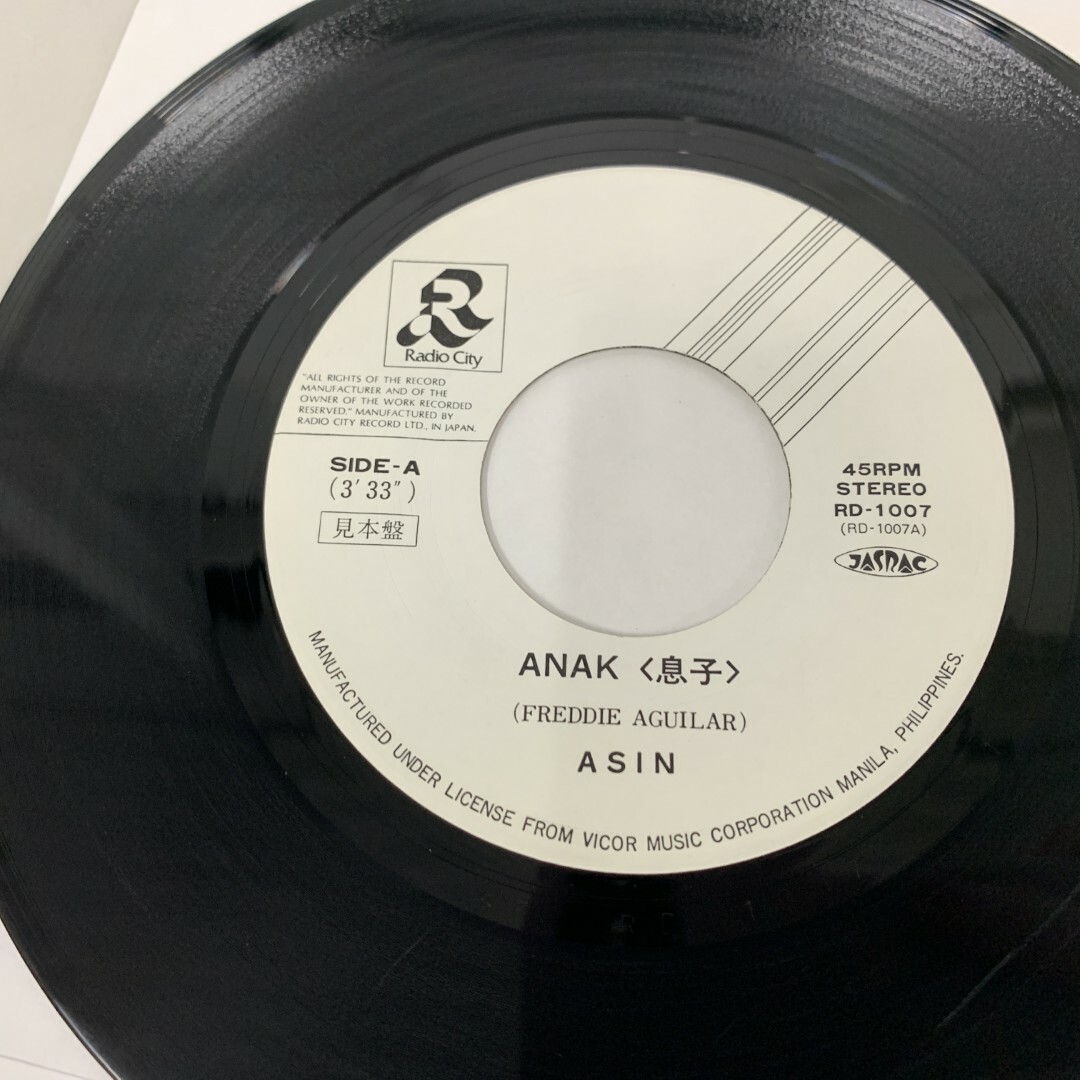 Radio City
"ALL RIGHTS OF THE RECORD
MANUFACTURER AND OF THE
OWNER OF THE WORK RECORDED
RESERVED." MANUFACTURED BY
RADIO CITY RECORD LTD., IN JAPAN.
SIDE-A
(3'33")
見本盤
45RPM
STEREO
RD-1007
(RD-1007A)
JASRAC
ANAK〈息子〉
(FREDDIE AGUILAR)
ASIN
MANUFACTURED UNDER LICENSE FROM VICOR MUSIC CORPORATION MANILA, PHILIPPINES.